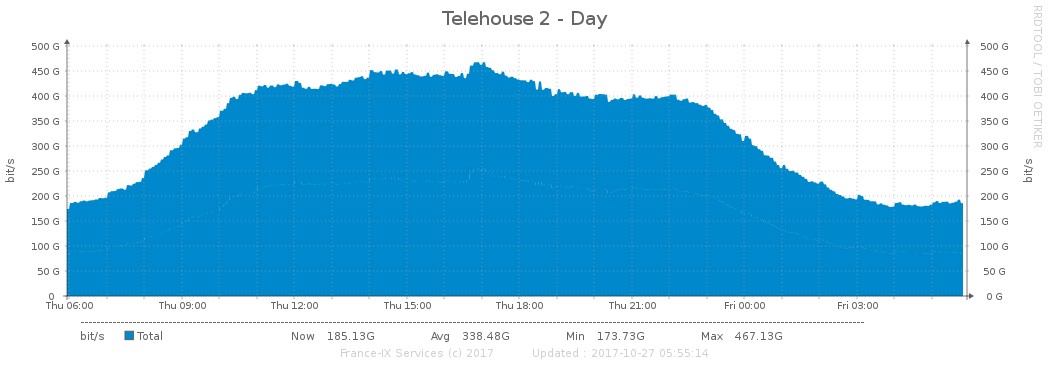 Telehouse 2 - Day
RRDTOOL / TOBI OETIKER
bit/s
500 G 500 G
450 G 450 G
400 G 400 G
350 G 350 G
300 G 300 G
250 G 250 G
200 G 200 G
150 G 150 G
100 G 100 G
50 G 50 G
0 0 G
bit/s
Thu 06:00 Thu 09:00 Thu 12:00 Thu 15:00 Thu 18:00 Thu 21:00 Fri 00:00 Fri 03:00
bit/s Total Now 185.13G Avg 338.48G Min 173.73G Max 467.13G
France-IX Services (c) 2017 Updated : 2017-10-27 05:55:14